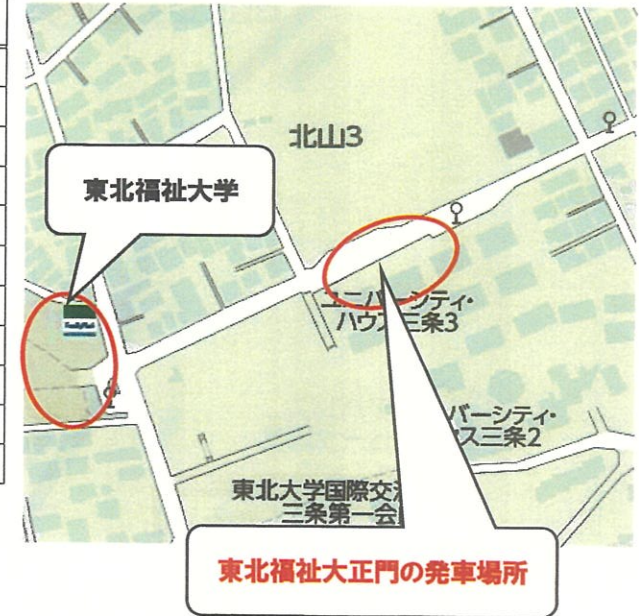 北山3
東北福祉大学
FamilyMart
ユニバーシティ・
ハウス三条3
バーシティ・
ス三条2
東北大学国際交
三条第一会
東北福祉大正門の発車場所